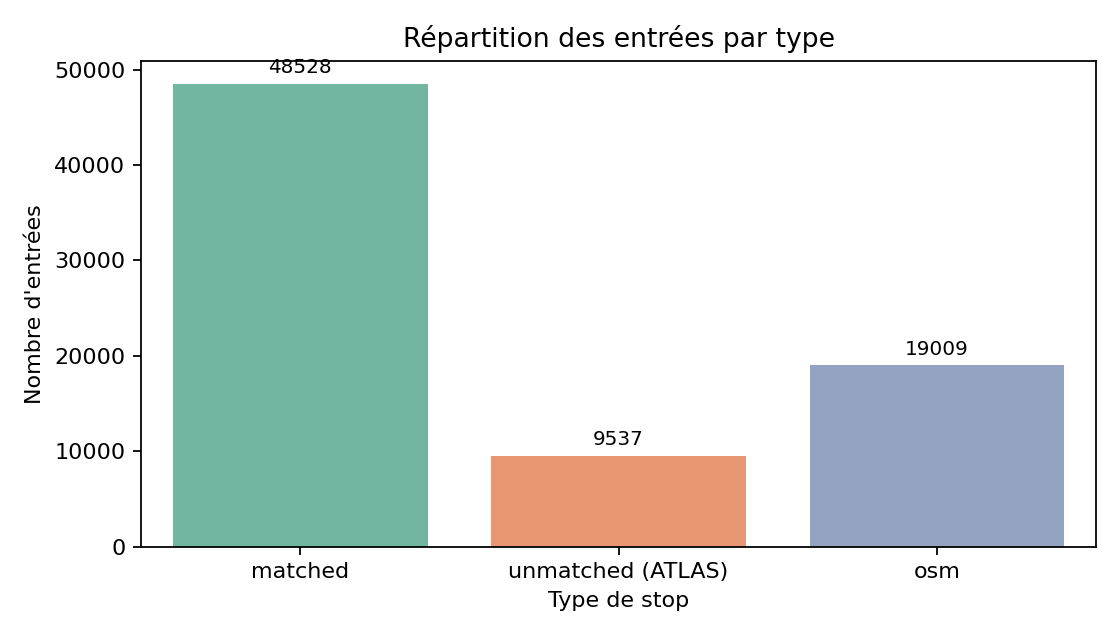 Répartition des entrées par type
50000
40000
30000
20000
10000
0
Nombre d'entrées
48528
9537
19009
matched
unmatched (ATLAS)
osm
Type de stop